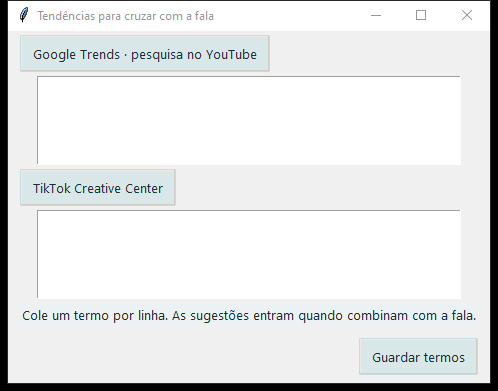 Tendências para cruzar com a fala
Google Trends · pesquisa no YouTube
TikTok Creative Center
Cole um termo por linha. As sugestões entram quando combinam com a fala.
Guardar termos